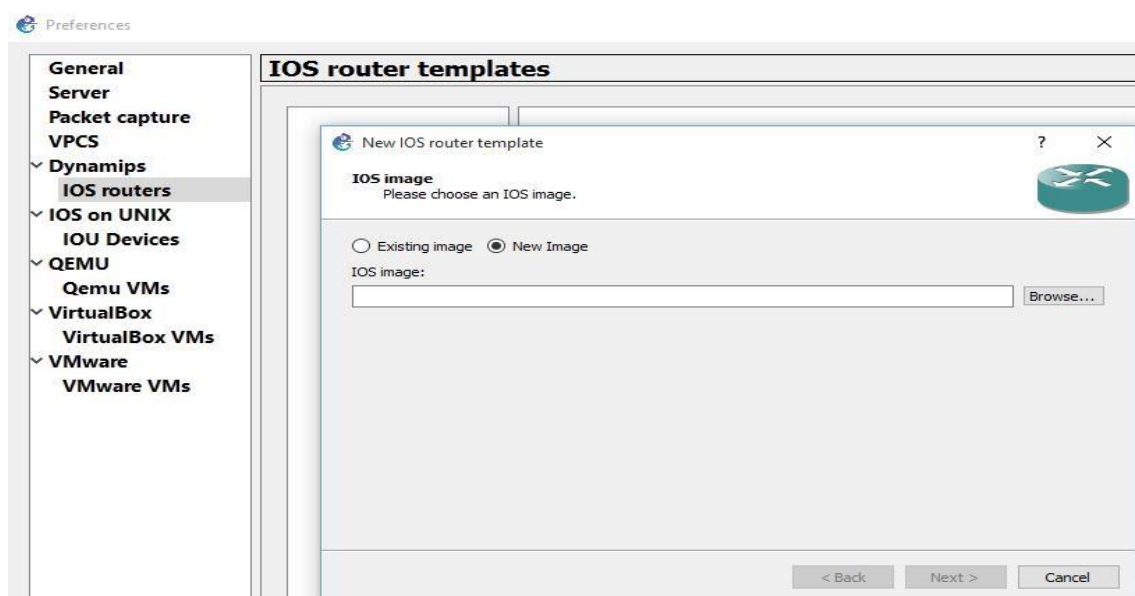 Preferences
General
Server
Packet capture
VPCS
Dynamips
IOS routers
IOS on UNIX
IOU Devices
QEMU
Qemu VMs
VirtualBox
VirtualBox VMs
VMware
VMware VMs
IOS router templates
New IOS router template ? ×
IOS image
Please choose an IOS image.
Existing image New Image
IOS image:
Browse...
< Back Next > Cancel